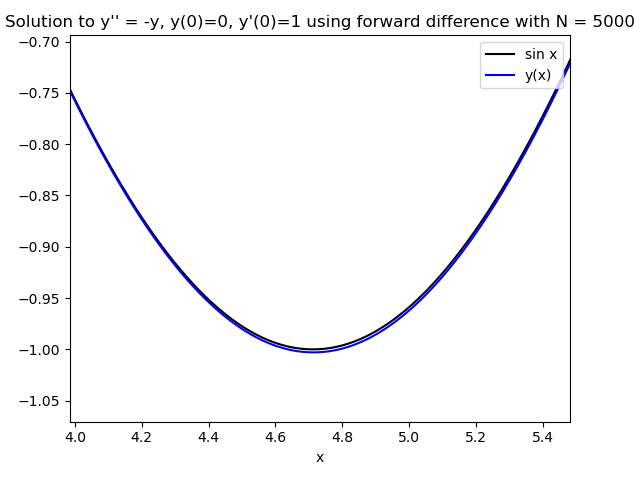 Solution to y'' = -y, y(0)=0, y'(0)=1 using forward difference with N = 5000
sin x
y(x)
−0.70
−0.75
−0.80
−0.85
−0.90
−0.95
−1.00
−1.05
4.0 4.2 4.4 4.6 4.8 5.0 5.2 5.4
x